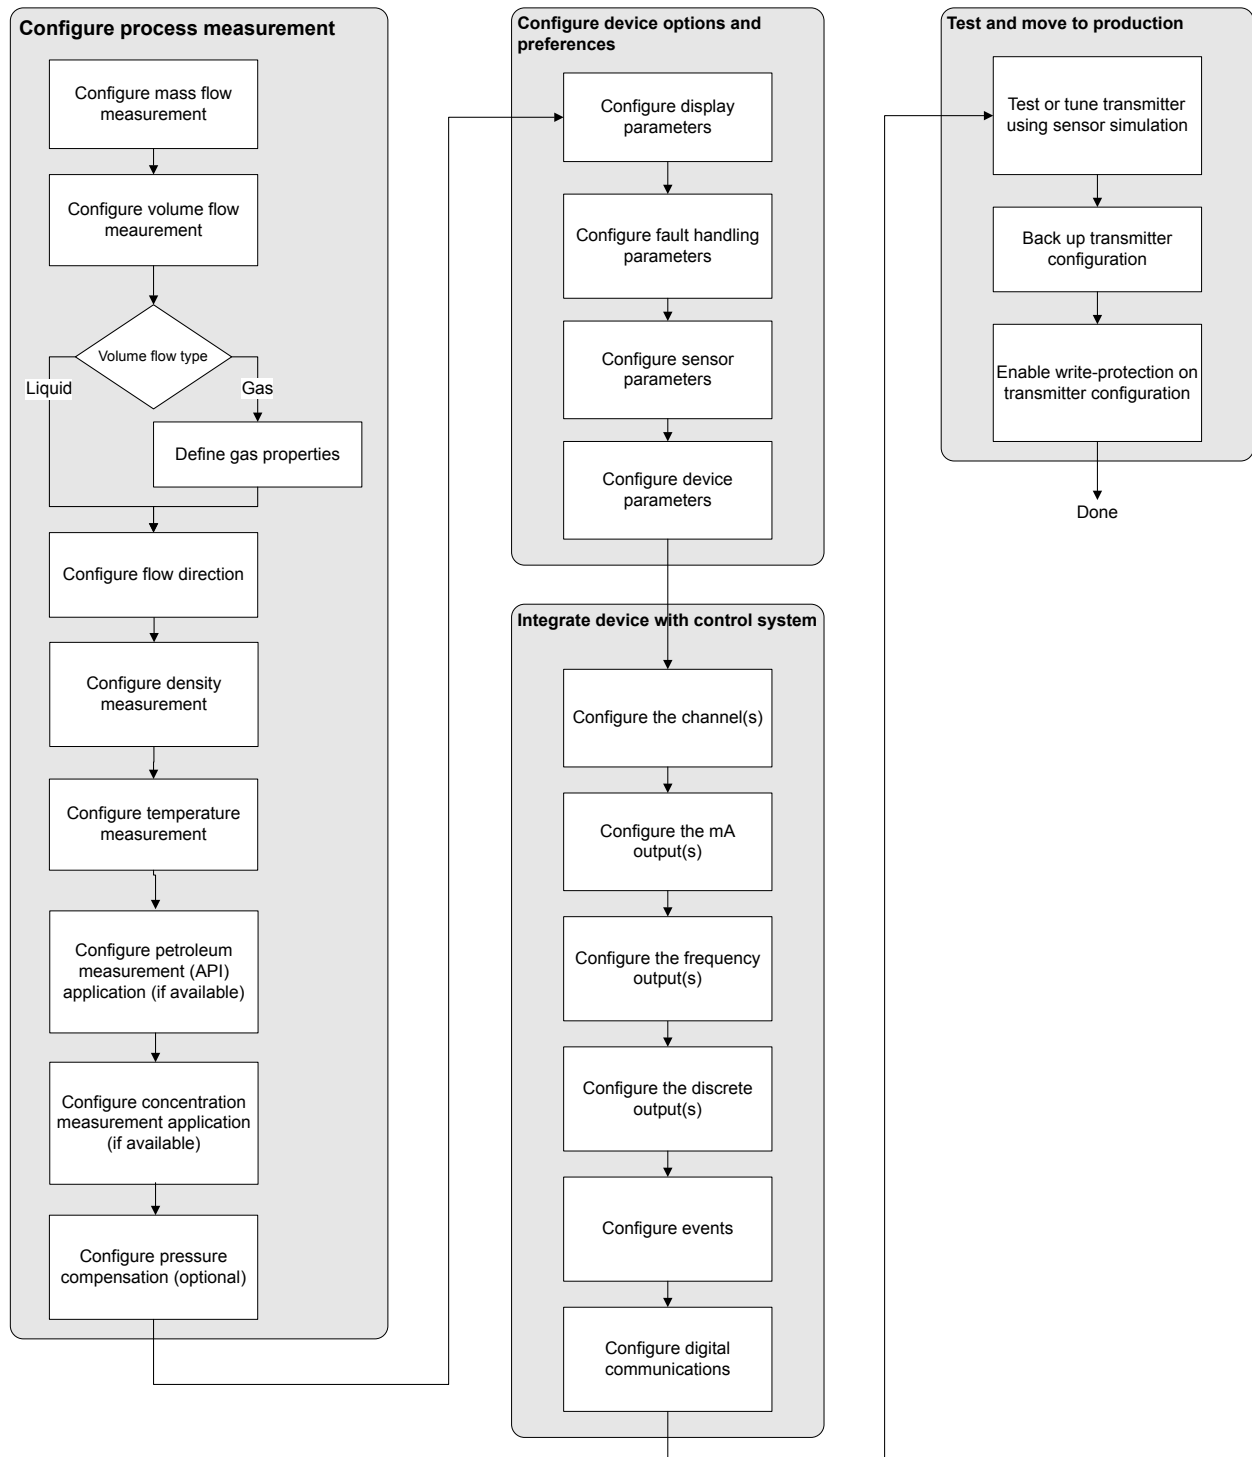 Configure process measurement
Configure mass flow
measurement
Configure volume flow
meaurement
Volume flow type
Liquid
Gas
Define gas properties
Configure flow direction
Configure density
measurement
Configure temperature
measurement
Configure petroleum
measurement (API)
application (if available)
Configure concentration
measurement application
(if available)
Configure pressure
compensation (optional)
Configure device options and
preferences
Configure display
parameters
Configure fault handling
parameters
Configure sensor
parameters
Configure device
parameters
Integrate device with control system
Configure the channel(s)
Configure the mA
output(s)
Configure the frequency
output(s)
Configure the discrete
output(s)
Configure events
Configure digital
communications
Test and move to production
Test or tune transmitter
using sensor simulation
Back up transmitter
configuration
Enable write-protection on
transmitter configuration
Done